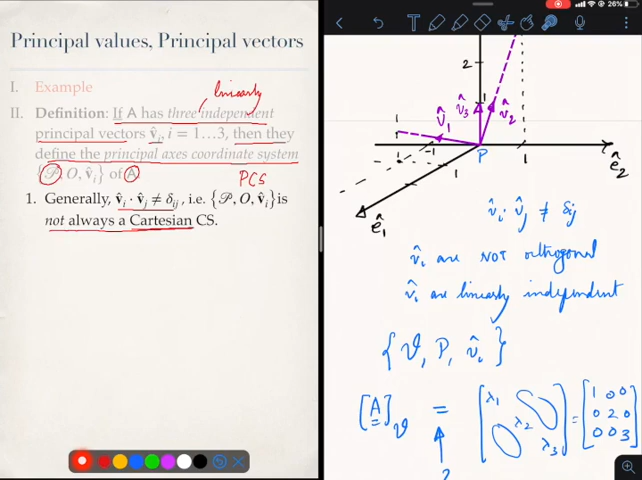 26%
Principal values, Principal vectors
I. Example
linearly
II. Definition: If A has three independent
principal vectors v̂ᵢ, i = 1…3, then they
define the principal axes coordinate system
{𝒫, O, v̂ᵢ} of A
PCS
1. Generally, v̂ᵢ · v̂ⱼ ≠ δᵢⱼ, i.e. {𝒫, O, v̂ᵢ} is
not always a Cartesian CS.
T
2
1
v̂₁ v̂₃ v̂₂
-1 1 P 1 ê₂
ê₁
v̂ᵢ · v̂ⱼ ≠ δij
v̂ᵢ are NOT orthogonal
v̂ᵢ are linearly independent
{ϑ, P, v̂ᵢ}
[A]ϑ = [λ₁ λ₂ λ₃] = [1 0 0
0 2 0
0 0 3]
?